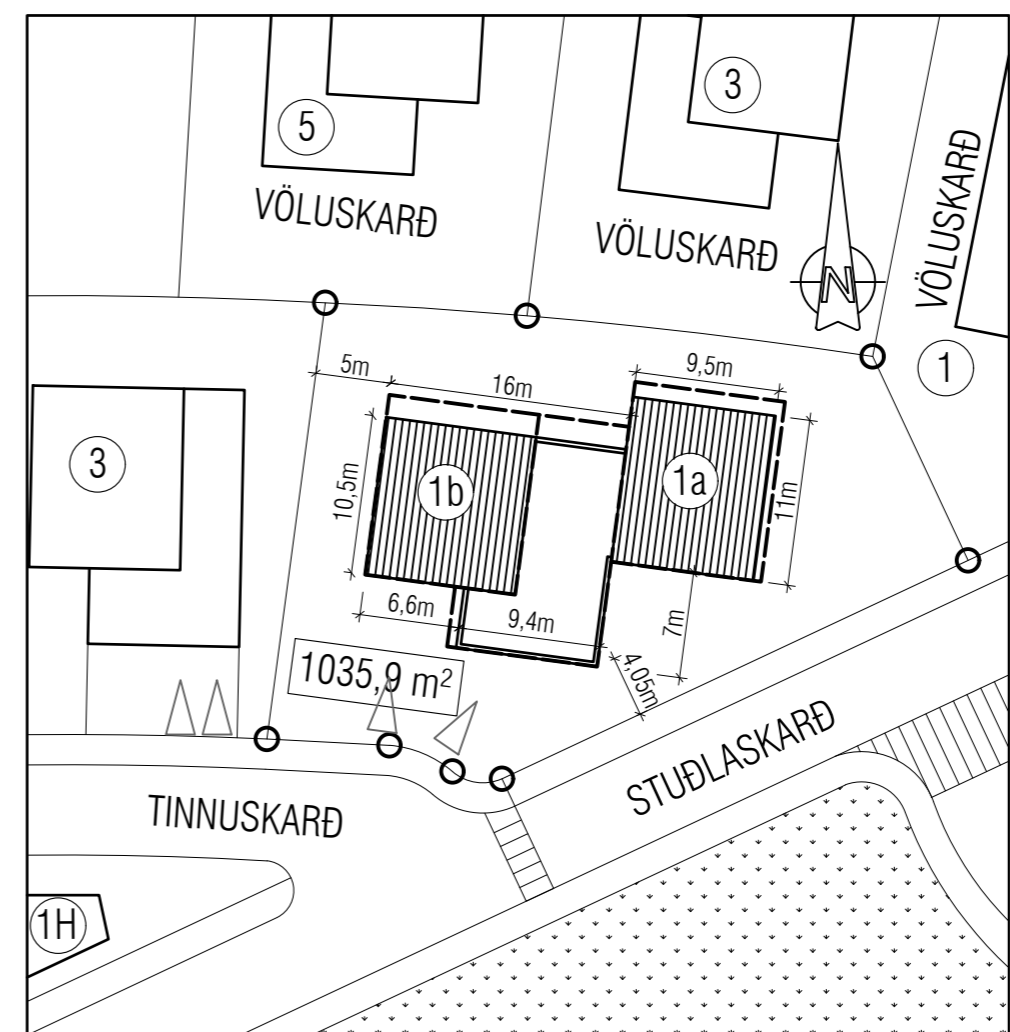 3
5
VÖLUSKARÐ
VÖLUSKARÐ
VÖLUSKARÐ
N
1
5m
16m
9,5m
3
10,5m
1b
1a
11m
6,6m
9,4m
7m
4,05m
1035,9 m²
TINNUSKARÐ
STUÐLASKARÐ
1H